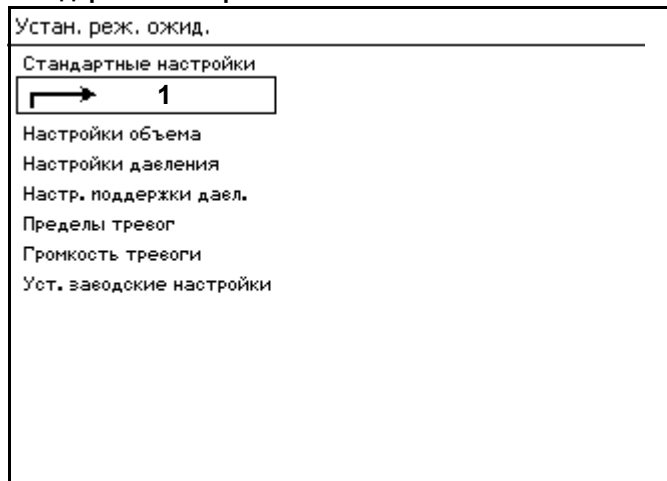 Устан. реж. ожид.
Стандартные настройки
1
Настройки объема
Настройки давления
Настр. поддержки давл.
Пределы тревог
Громкость тревоги
Уст. заводские настройки